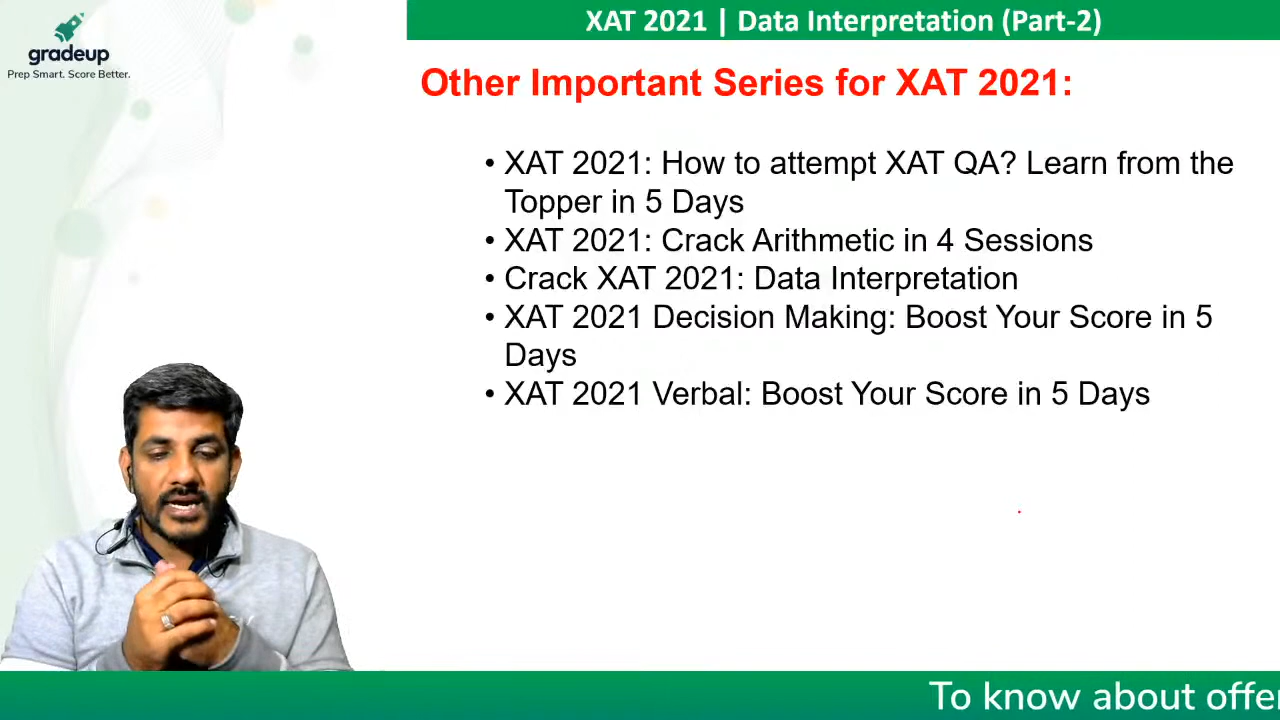 gradeup
Prep Smart. Score Better.
XAT 2021 | Data Interpretation (Part-2)
Other Important Series for XAT 2021:
• XAT 2021: How to attempt XAT QA? Learn from the
Topper in 5 Days
• XAT 2021: Crack Arithmetic in 4 Sessions
• Crack XAT 2021: Data Interpretation
• XAT 2021 Decision Making: Boost Your Score in 5
Days
• XAT 2021 Verbal: Boost Your Score in 5 Days
To know about offe